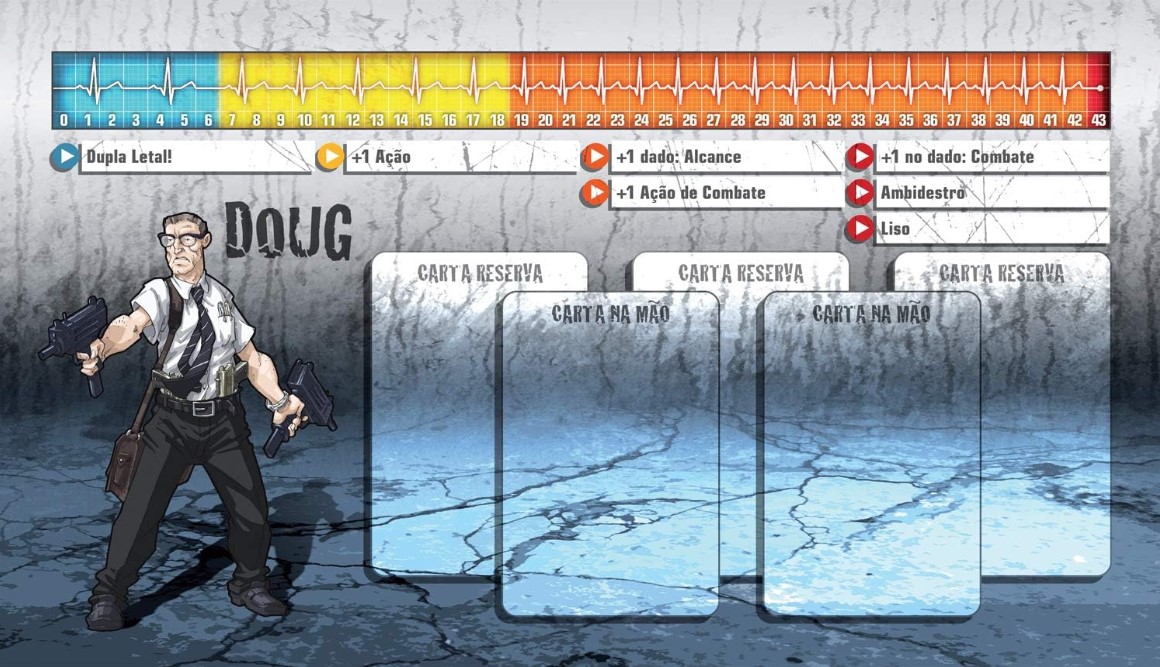 0 1 2 3 4 5 6 7 8 9 10 11 12 13 14 15 16 17 18 19 20 21 22 23 24 25 26 27 28 29 30 31 32 33 34 35 36 37 38 39 40 41 42 43
Dupla Letal! +1 Ação +1 dado: Alcance +1 no dado: Combate
+1 Ação de Combate Ambidestro
Liso
DOUG
CARTA RESERVA CARTA RESERVA CARTA RESERVA
CARTA NA MÃO CARTA NA MÃO